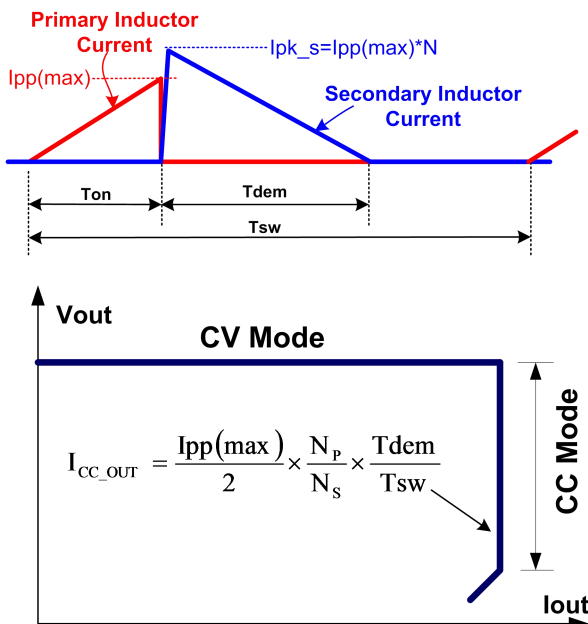 Primary Inductor
Current
Ipk_s=Ipp(max)*N
Ipp(max)
Secondary Inductor
Current
Ton
Tdem
Tsw
Vout
CV Mode
I_CC_OUT = Ipp(max)/2 × N_P/N_S × Tdem/Tsw
CC Mode
Iout